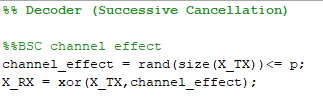 %% Decoder (Successive Cancellation)
%%BSC channel effect
channel_effect = rand(size(X_TX))<= p;
X_RX = xor(X_TX,channel_effect);